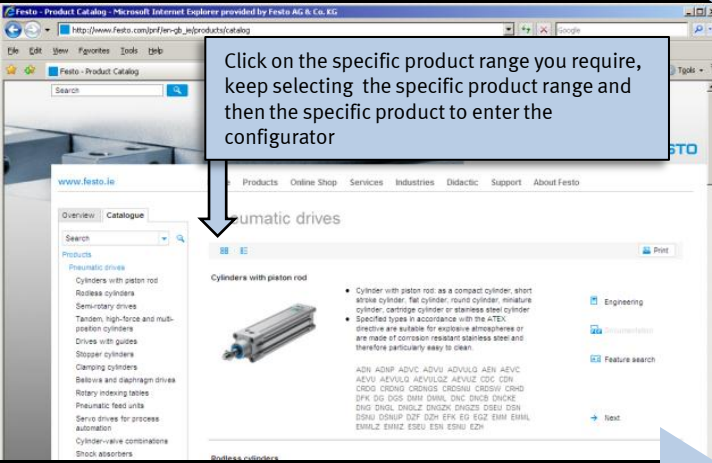 Festo - Product Catalog - Microsoft Internet Explorer provided by Festo AG & Co. KG
http://www.festo.com/pnf/en-gb_ie/products/catalog
Google
File Edit View Favorites Tools Help
Festo - Product Catalog
Tools
Click on the specific product range you require,
keep selecting the specific product range and
then the specific product to enter the
configurator
Search
STO
www.festo.ie
e Products Online Shop Services Industries Didactic Support About Festo
Overview Catalogue
eumatic drives
Search
Print
Products
Pneumatic drives
Cylinders with piston rod
Rodless cylinders
Semi-rotary drives
Tandem, high-force and multi-
position cylinders
Drives with guides
Stopper cylinders
Clamping cylinders
Bellows and diaphragm drives
Rotary indexing tables
Pneumatic feed units
Servo drives for process
automation
Cylinder-valve combinations
Shock absorbers
Cylinders with piston rod
Cylinder with piston rod: as a compact cylinder, short
stroke cylinder, flat cylinder, round cylinder, miniature
cylinder, cartridge cylinder or stainless steel cylinder
Specified types in accordance with the ATEX
directive are suitable for explosive atmospheres or
are made of corrosion resistant stainless steel and
therefore particularly easy to clean.
ADN ADNP ADVC ADVU ADVULQ AEN AEVC
AEVU AEVULQ AEVULQZ AEVUZ CDC CDN
CRDG CRDNG CRDNGS CRDSNU CRDSW CRHD
DFK DG DGS DMM DMML DNC DNCB DNCKE
DNG DNGL DNGLZ DNGZK DNGZS DSEU DSN
DSNU DSNUP DZF DZH EFK EG EGZ EMM EMML
EMMLZ EMMZ ESEU ESN ESNU EZH
Engineering
Documentation
Feature search
Next
Rodless cylinders